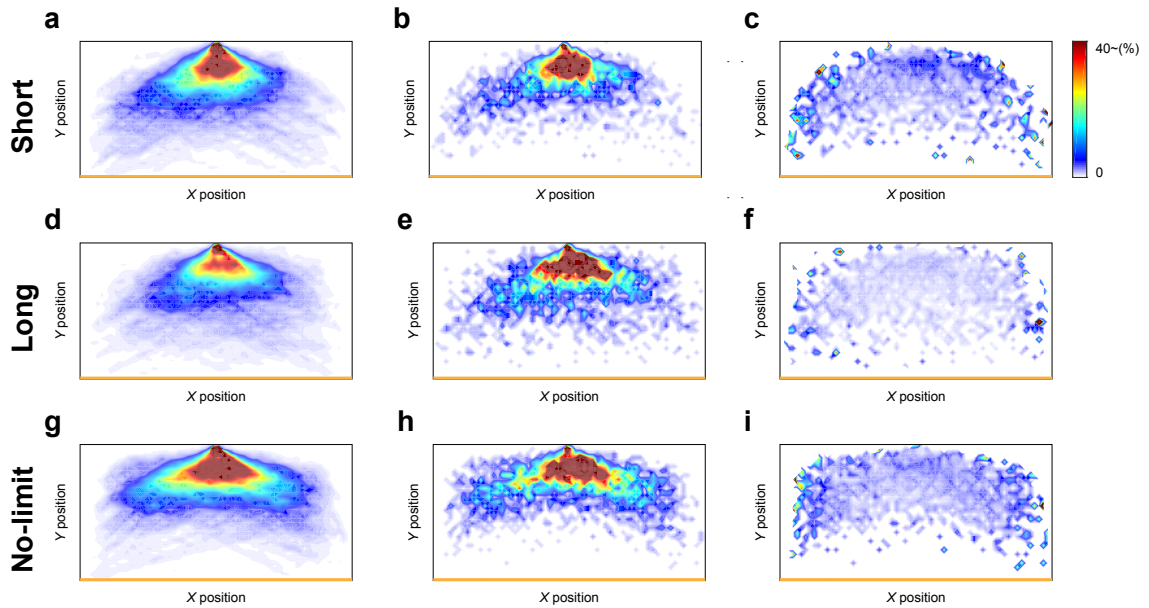 a b c
Short
Y position Y position Y position
40~(%)
0
X position X position X position
d e f
Long
Y position Y position Y position
X position X position X position
g h i
No-limit
Y position Y position Y position
X position X position X position